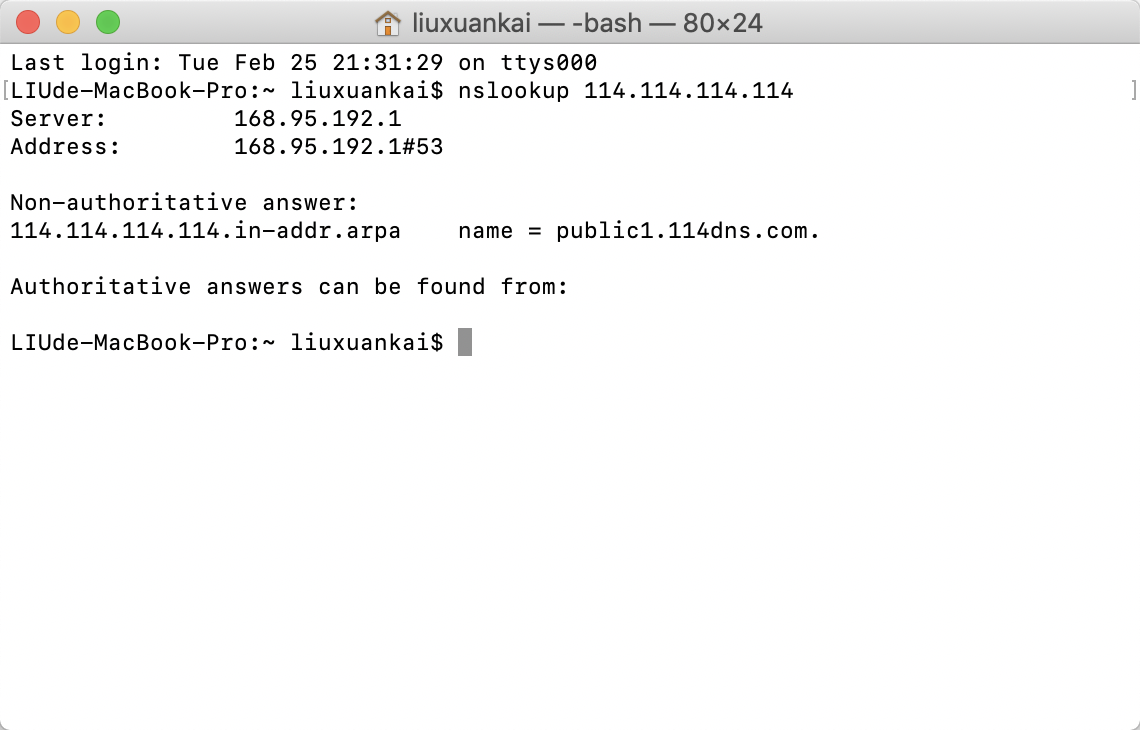 liuxuankai — -bash — 80×24
Last login: Tue Feb 25 21:31:29 on ttys000
[LIUde-MacBook-Pro:~ liuxuankai$ nslookup 114.114.114.114 ]
Server:		168.95.192.1
Address:	168.95.192.1#53
Non-authoritative answer:
114.114.114.114.in-addr.arpa	name = public1.114dns.com.
Authoritative answers can be found from:
LIUde-MacBook-Pro:~ liuxuankai$